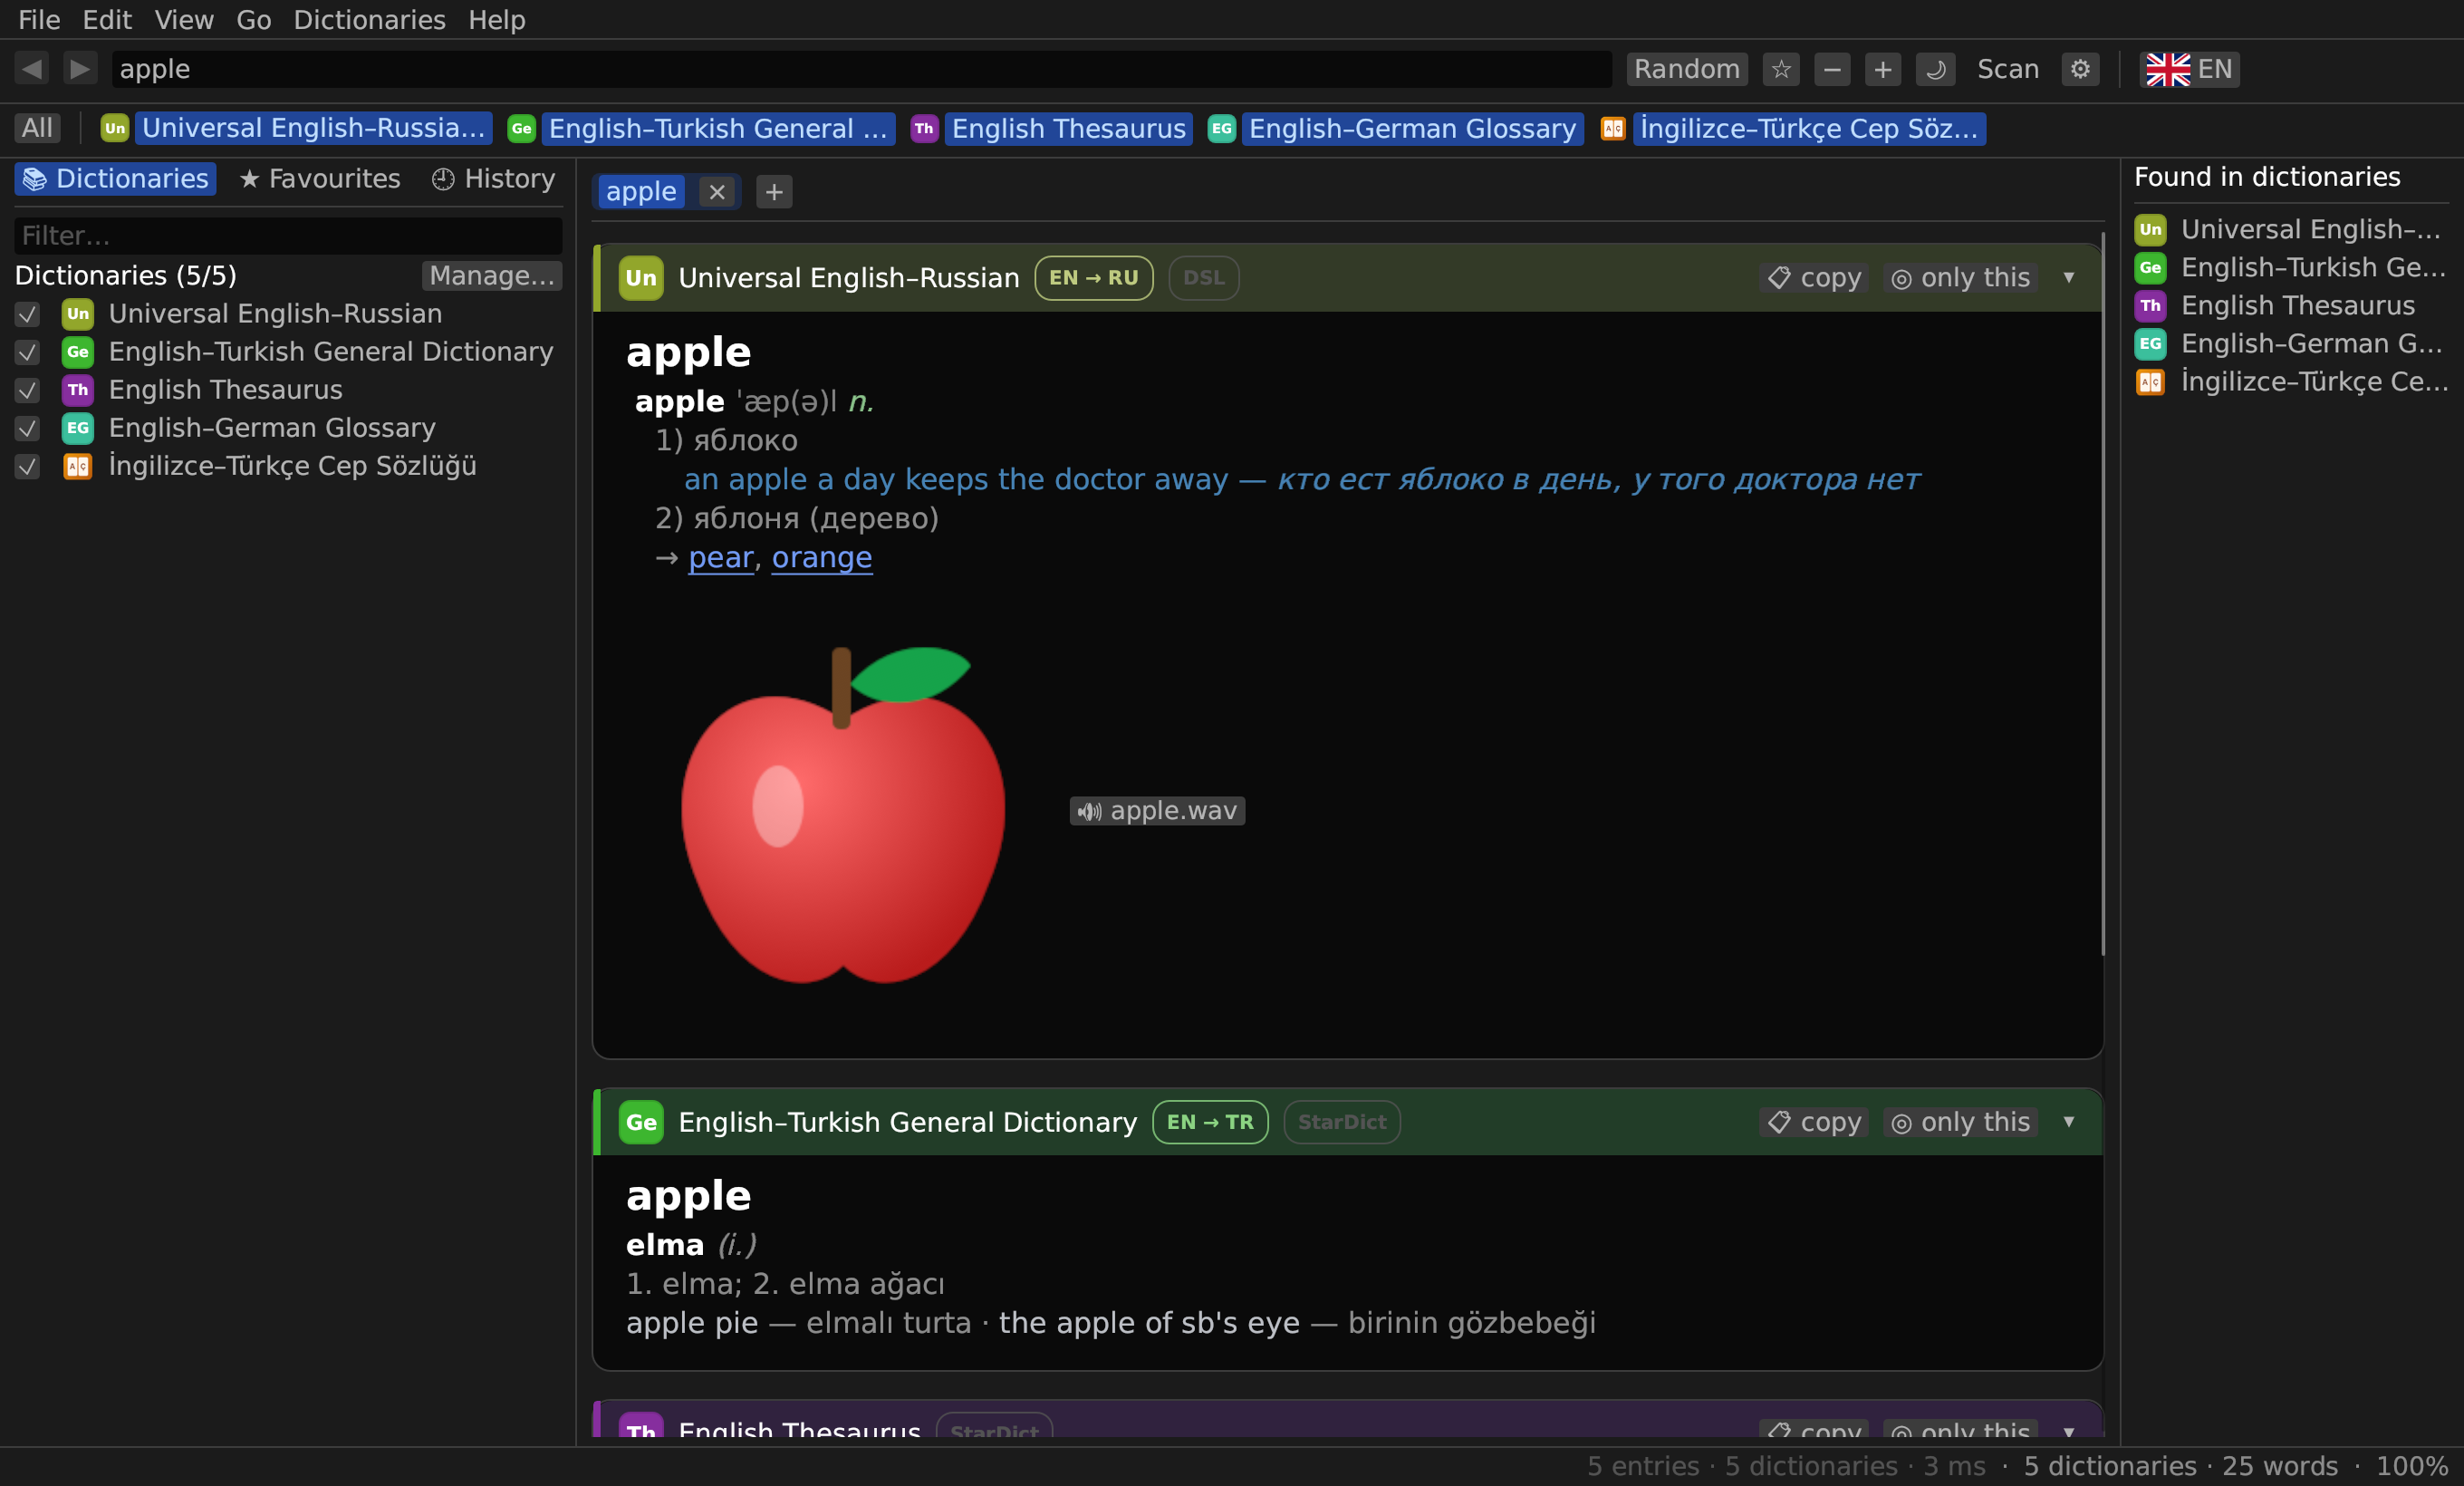 File Edit View Go Dictionaries Help
◀ ▶ apple Random ☆ − + 🌙 Scan ⚙ EN
All Un Universal English–Russia… Ge English–Turkish General … Th English Thesaurus EG English–German Glossary A Ç İngilizce–Türkçe Cep Söz…
📚 Dictionaries ★ Favourites 🕘 History
Filter…
Dictionaries (5/5) Manage…
Un Universal English–Russian
Ge English–Turkish General Dictionary
Th English Thesaurus
EG English–German Glossary
A Ç İngilizce–Türkçe Cep Sözlüğü
apple × +
Un Universal English–Russian EN → RU DSL 📋 copy ◎ only this ▼
apple
apple ˈæp(ə)l n.
1) яблоко
an apple a day keeps the doctor away — кто ест яблоко в день, у того доктора нет
2) яблоня (дерево)
→ pear, orange
🔊 apple.wav
Ge English–Turkish General Dictionary EN → TR StarDict 📋 copy ◎ only this ▼
apple
elma (i.)
1. elma; 2. elma ağacı
apple pie — elmalı turta · the apple of sb's eye — birinin gözbebeği
Th English Thesaurus StarDict 📋 copy ◎ only this ▼
Found in dictionaries
Un Universal English–…
Ge English–Turkish Ge…
Th English Thesaurus
EG English–German G…
A Ç İngilizce–Türkçe Ce…
5 entries · 5 dictionaries · 3 ms · 5 dictionaries · 25 words · 100%